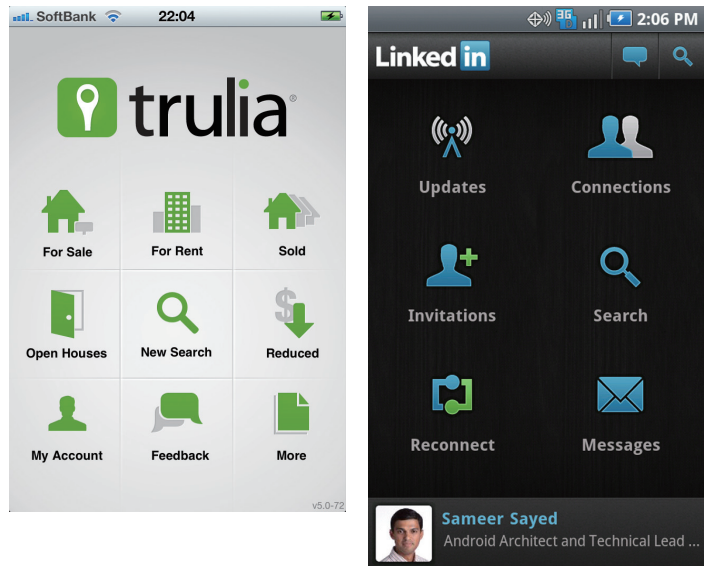 SoftBank 22:04
trulia®
For Sale For Rent Sold
Open Houses New Search Reduced
My Account Feedback More
v5.0-72
3G 2:06 PM
Linked in
Updates Connections
Invitations Search
Reconnect Messages
Sameer Sayed
Android Architect and Technical Lead ...